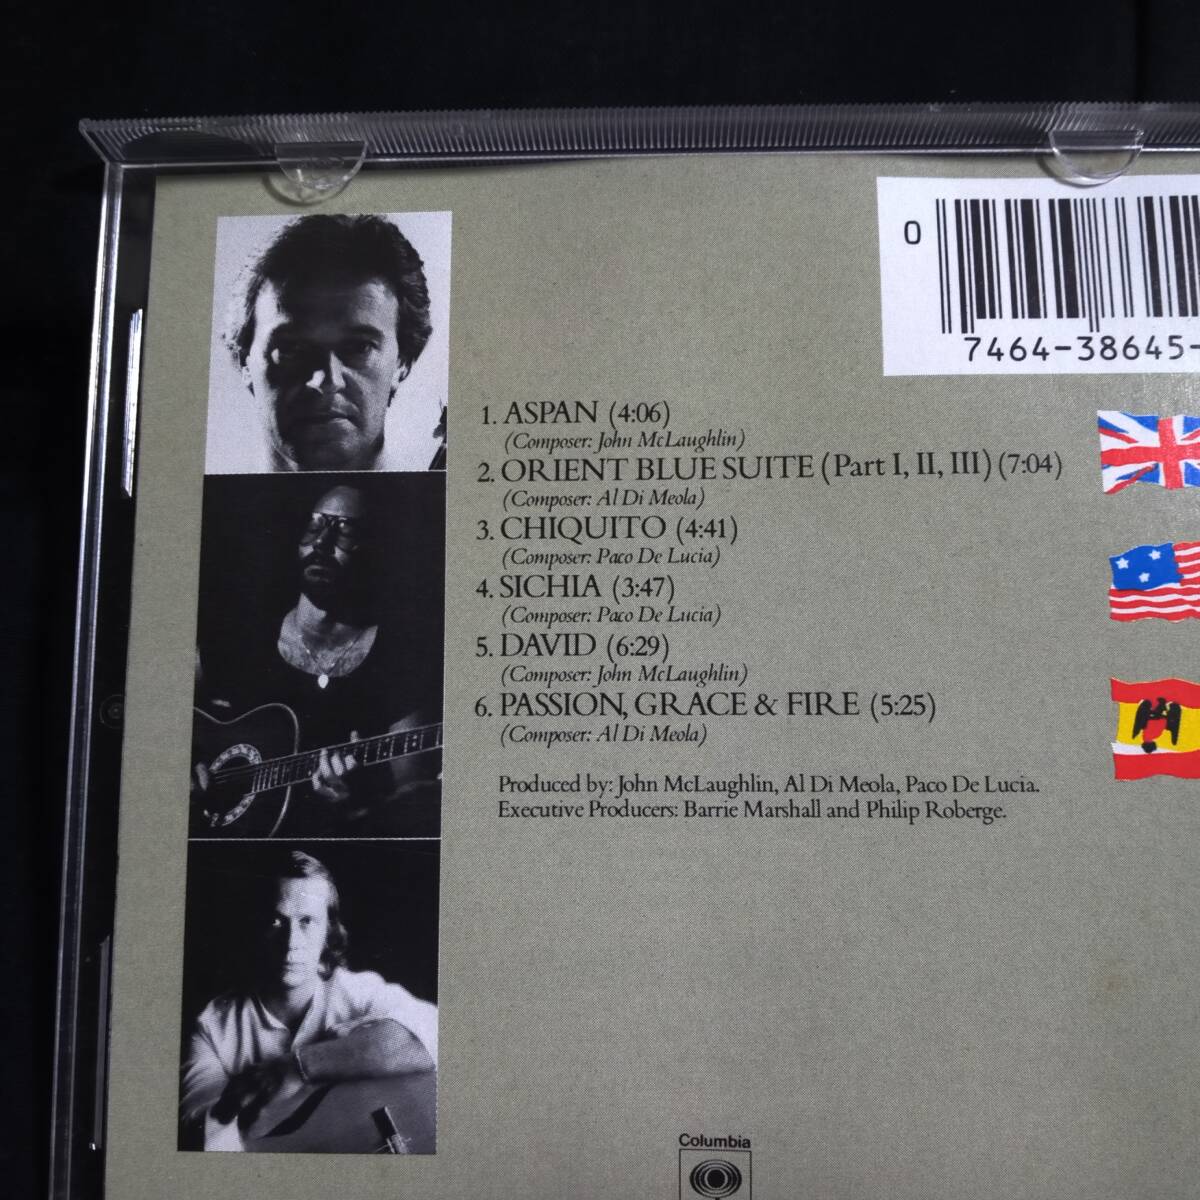 0
7464-38645-
1. ASPAN (4:06)
(Composer: John McLaughlin)
2. ORIENT BLUE SUITE (Part I, II, III) (7:04)
(Composer: Al Di Meola)
3. CHIQUITO (4:41)
(Composer: Paco De Lucia)
4. SICHIA (3:47)
(Composer: Paco De Lucia)
5. DAVID (6:29)
(Composer: John McLaughlin)
6. PASSION, GRACE & FIRE (5:25)
(Composer: Al Di Meola)
Produced by: John McLaughlin, Al Di Meola, Paco De Lucia.
Executive Producers: Barrie Marshall and Philip Roberge.
Columbia